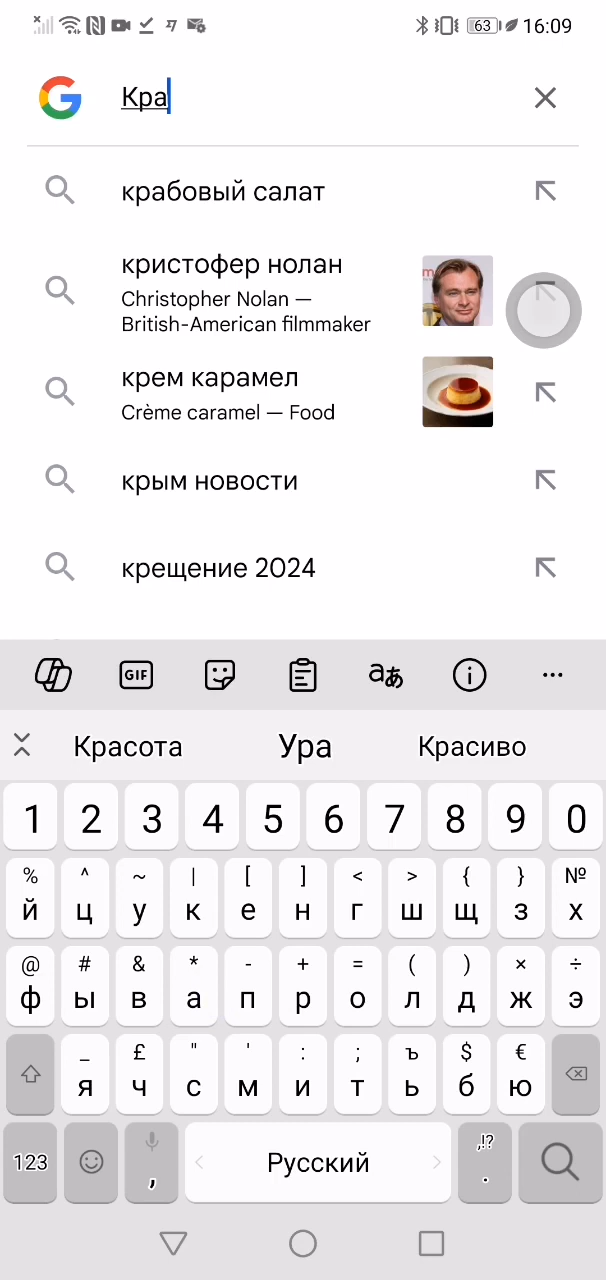 63 16:09
Кра
крабовый салат
кристофер нолан
Christopher Nolan —
British-American filmmaker
крем карамел
Crème caramel — Food
крым новости
крещение 2024
GIF
Красота Ура Красиво
1 2 3 4 5 6 7 8 9 0
% ^ ~ | [ ] < > { } №
й ц у к е н г ш щ з х
@ # & * - + = ( ) × ÷
ф ы в а п р о л д ж э
_ £ " ' : ; ъ $ €
я ч с м и т ь б ю
,!?
123 , Русский .